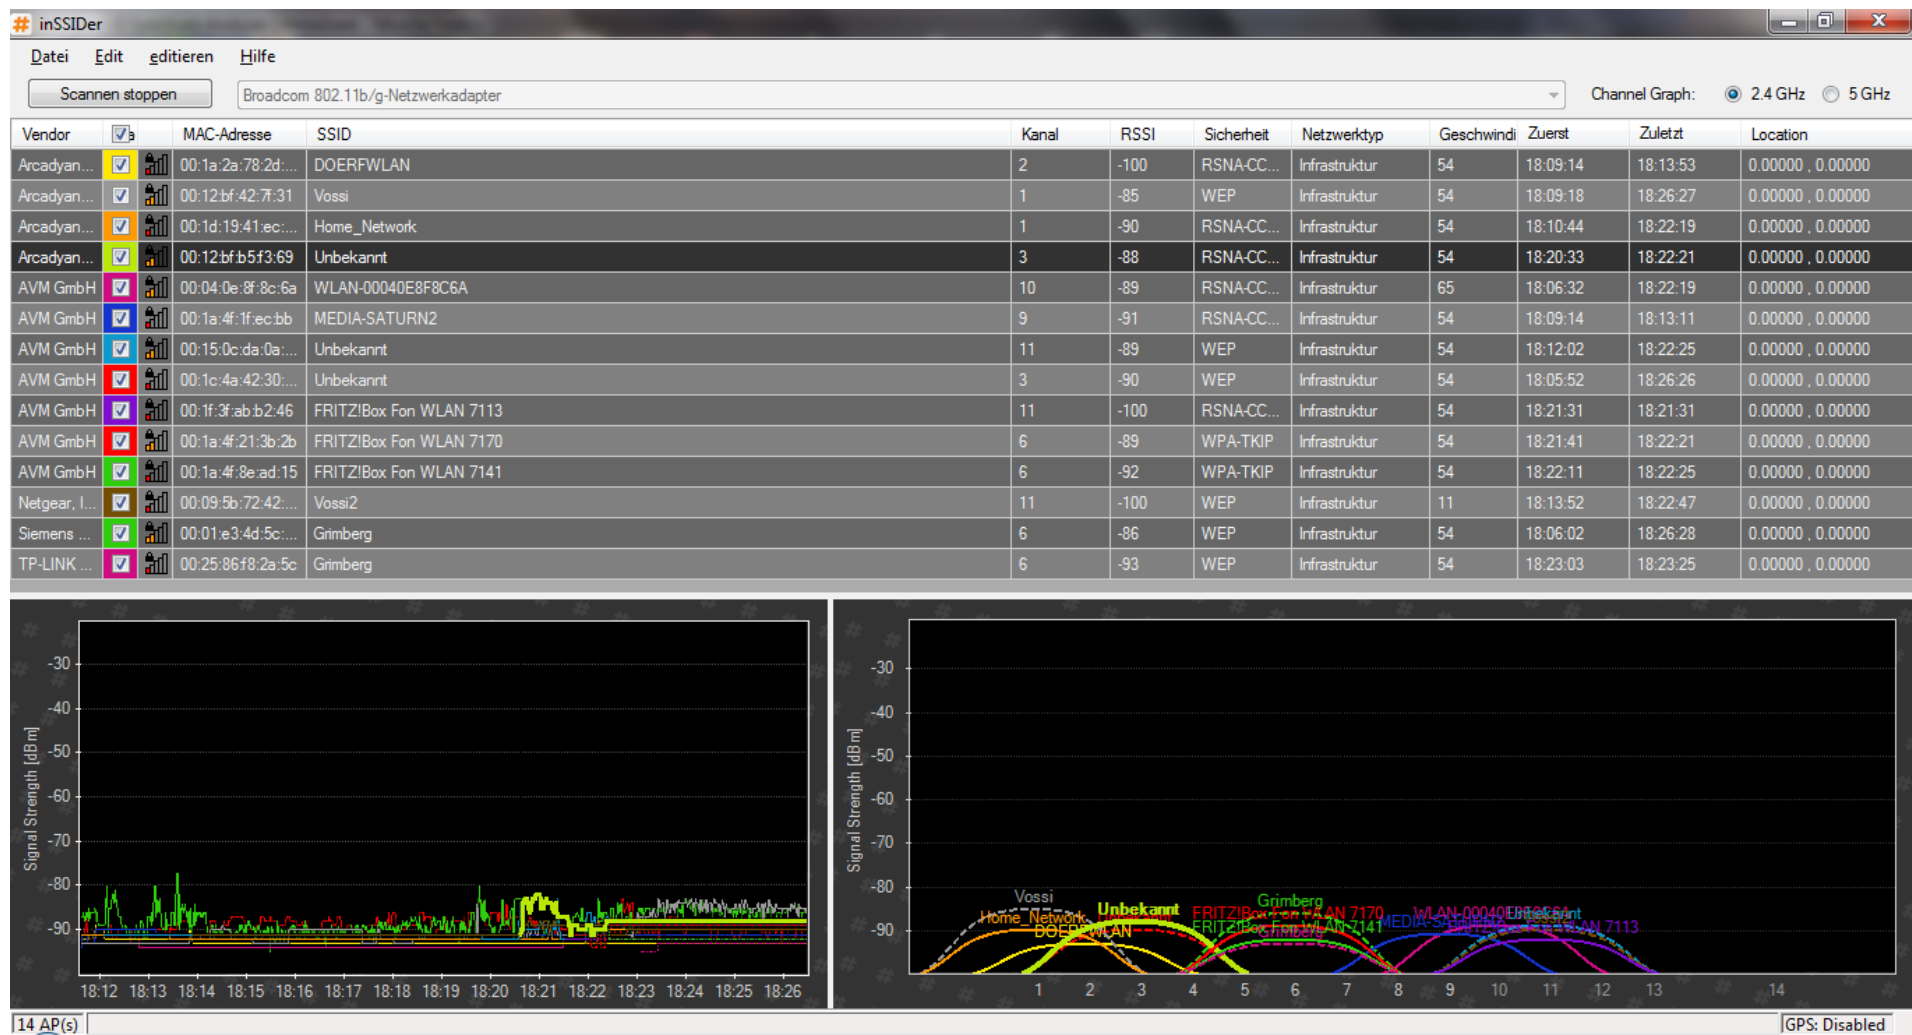 inSSIDer
Datei Edit editieren Hilfe
Scannen stoppen Broadcom 802.11b/g-Netzwerkadapter Channel Graph: 2.4 GHz 5 GHz
Vendor MAC-Adresse SSID Kanal RSSI Sicherheit Netzwerktyp Geschwindi Zuerst Zuletzt Location
Arcadyan... 00:1a:2a:78:2d:... DOERFWLAN 2 -100 RSNA-CC... Infrastruktur 54 18:09:14 18:13:53 0.00000 , 0.00000
Arcadyan... 00:12:bf:42:7f:31 Vossi 1 -85 WEP Infrastruktur 54 18:09:18 18:26:27 0.00000 , 0.00000
Arcadyan... 00:1d:19:41:ec:... Home_Network 1 -90 RSNA-CC... Infrastruktur 54 18:10:44 18:22:19 0.00000 , 0.00000
Arcadyan... 00:12:bf:b5:f3:69 Unbekannt 3 -88 RSNA-CC... Infrastruktur 54 18:20:33 18:22:21 0.00000 , 0.00000
AVM GmbH 00:04:0e:8f:8c:6a WLAN-00040E8F8C6A 10 -89 RSNA-CC... Infrastruktur 65 18:06:32 18:22:19 0.00000 , 0.00000
AVM GmbH 00:1a:4f:1f:ec:bb MEDIA-SATURN2 9 -91 RSNA-CC... Infrastruktur 54 18:09:14 18:13:11 0.00000 , 0.00000
AVM GmbH 00:15:0c:da:0a:... Unbekannt 11 -89 WEP Infrastruktur 54 18:12:02 18:22:25 0.00000 , 0.00000
AVM GmbH 00:1c:4a:42:30:... Unbekannt 3 -90 WEP Infrastruktur 54 18:05:52 18:26:26 0.00000 , 0.00000
AVM GmbH 00:1f:3f:ab:b2:46 FRITZ!Box Fon WLAN 7113 11 -100 RSNA-CC... Infrastruktur 54 18:21:31 18:21:31 0.00000 , 0.00000
AVM GmbH 00:1a:4f:21:3b:2b FRITZ!Box Fon WLAN 7170 6 -89 WPA-TKIP Infrastruktur 54 18:21:41 18:22:21 0.00000 , 0.00000
AVM GmbH 00:1a:4f:8e:ad:15 FRITZ!Box Fon WLAN 7141 6 -92 WPA-TKIP Infrastruktur 54 18:22:11 18:22:25 0.00000 , 0.00000
Netgear, I... 00:09:5b:72:42:... Vossi2 11 -100 WEP Infrastruktur 11 18:13:52 18:22:47 0.00000 , 0.00000
Siemens ... 00:01:e3:4d:5c:... Grimberg 6 -86 WEP Infrastruktur 54 18:06:02 18:26:28 0.00000 , 0.00000
TP-LINK ... 00:25:86:f8:2a:5c Grimberg 6 -93 WEP Infrastruktur 54 18:23:03 18:23:25 0.00000 , 0.00000
Signal Strength [dBm]
-30
-40
-50
-60
-70
-80
-90
18:12 18:13 18:14 18:15 18:16 18:17 18:18 18:19 18:20 18:21 18:22 18:23 18:24 18:25 18:26
Signal Strength [dBm]
-30
-40
-50
-60
-70
-80
-90
Vossi
Grimberg
Home_Network
Unbekannt
FRITZ!Box Fon WLAN 7170
DOERFWLAN
FRITZ!Box Fon WLAN 7141
Grimberg
Unbekannt
1 2 3 4 5 6 7 8 9 10 11 12 13 14
14 AP(s) GPS: Disabled